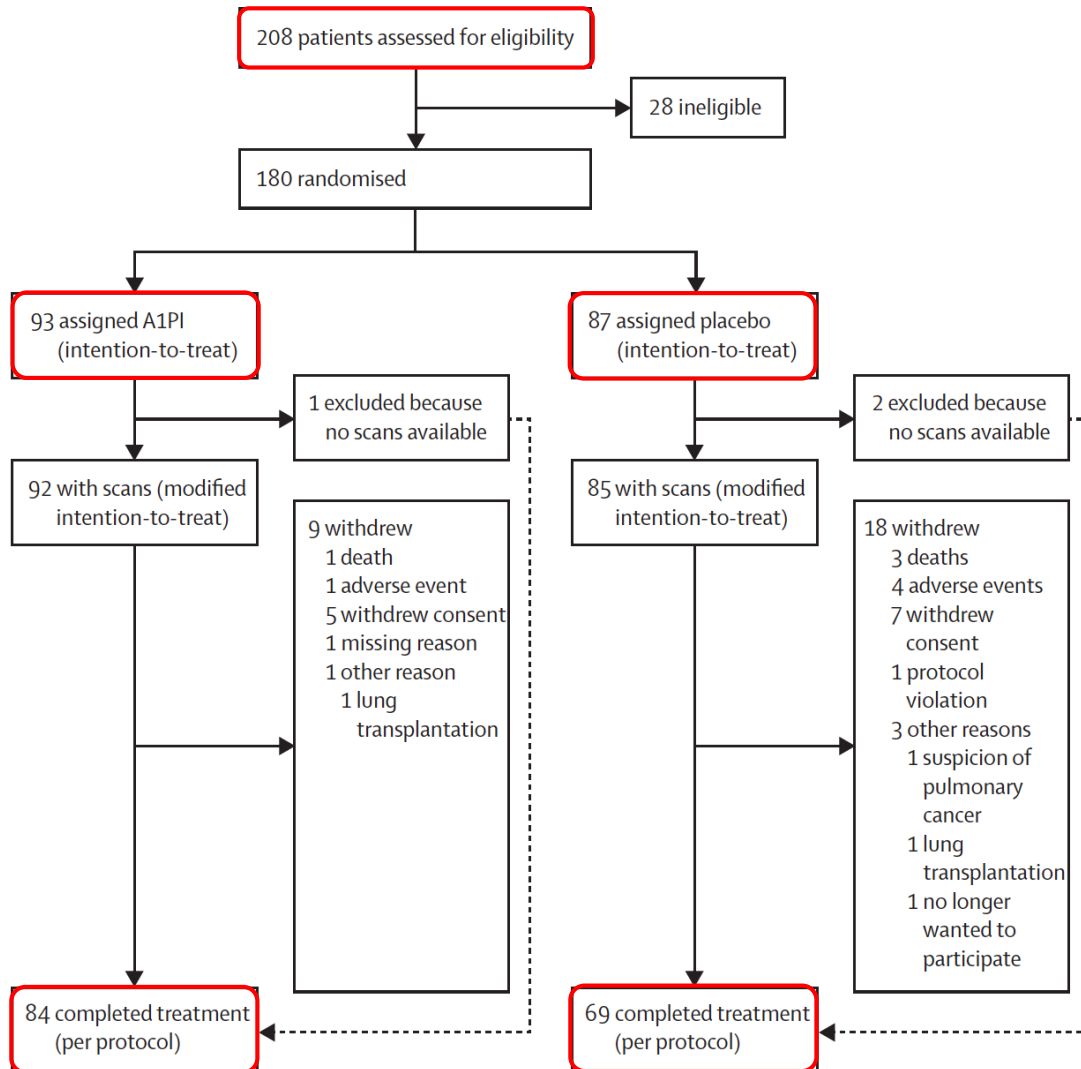 208 patients assessed for eligibility
28 ineligible
180 randomised
93 assigned A1PI
(intention-to-treat)
87 assigned placebo
(intention-to-treat)
1 excluded because
no scans available
2 excluded because
no scans available
92 with scans (modified
intention-to-treat)
85 with scans (modified
intention-to-treat)
9 withdrew
1 death
1 adverse event
5 withdrew consent
1 missing reason
1 other reason
1 lung
transplantation
18 withdrew
3 deaths
4 adverse events
7 withdrew
consent
1 protocol
violation
3 other reasons
1 suspicion of
pulmonary
cancer
1 lung
transplantation
1 no longer
wanted to
participate
84 completed treatment
(per protocol)
69 completed treatment
(per protocol)